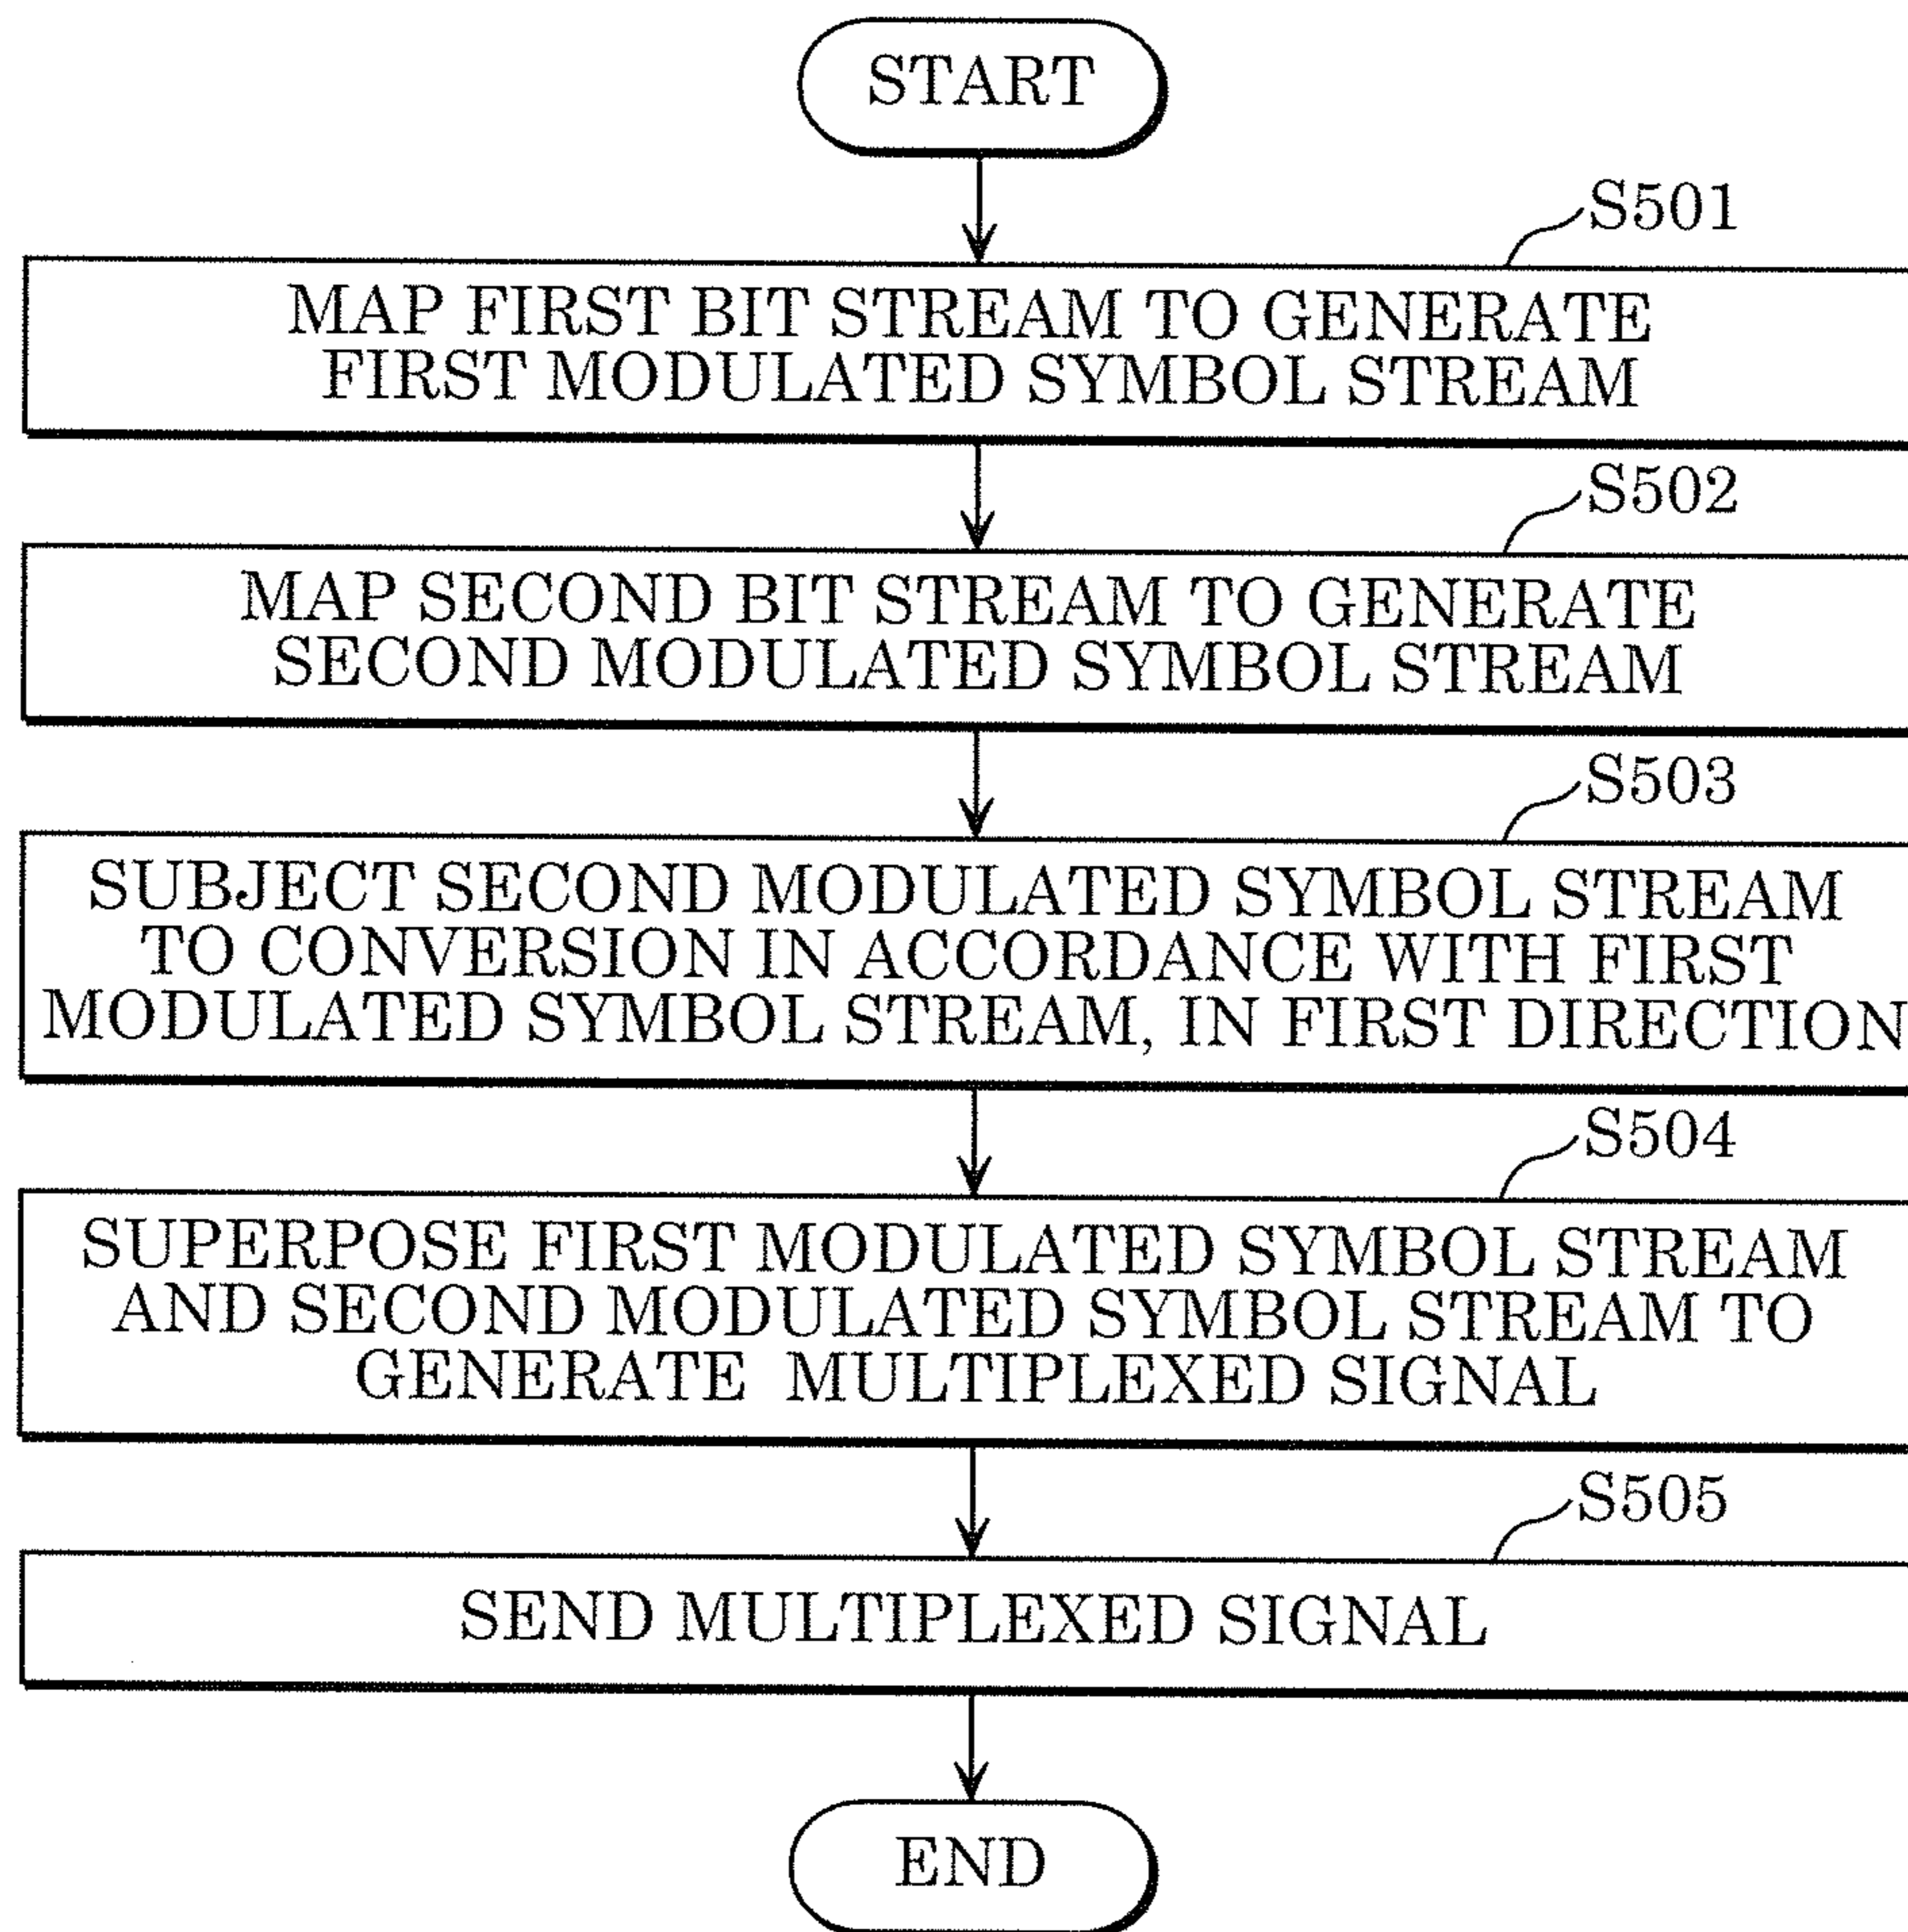 START
S501
MAP FIRST BIT STREAM TO GENERATE
FIRST MODULATED SYMBOL STREAM
S502
MAP SECOND BIT STREAM TO GENERATE
SECOND MODULATED SYMBOL STREAM
S503
SUBJECT SECOND MODULATED SYMBOL STREAM
TO CONVERSION IN ACCORDANCE WITH FIRST
MODULATED SYMBOL STREAM, IN FIRST DIRECTION
S504
SUPERPOSE FIRST MODULATED SYMBOL STREAM
AND SECOND MODULATED SYMBOL STREAM TO
GENERATE MULTIPLEXED SIGNAL
S505
SEND MULTIPLEXED SIGNAL
END